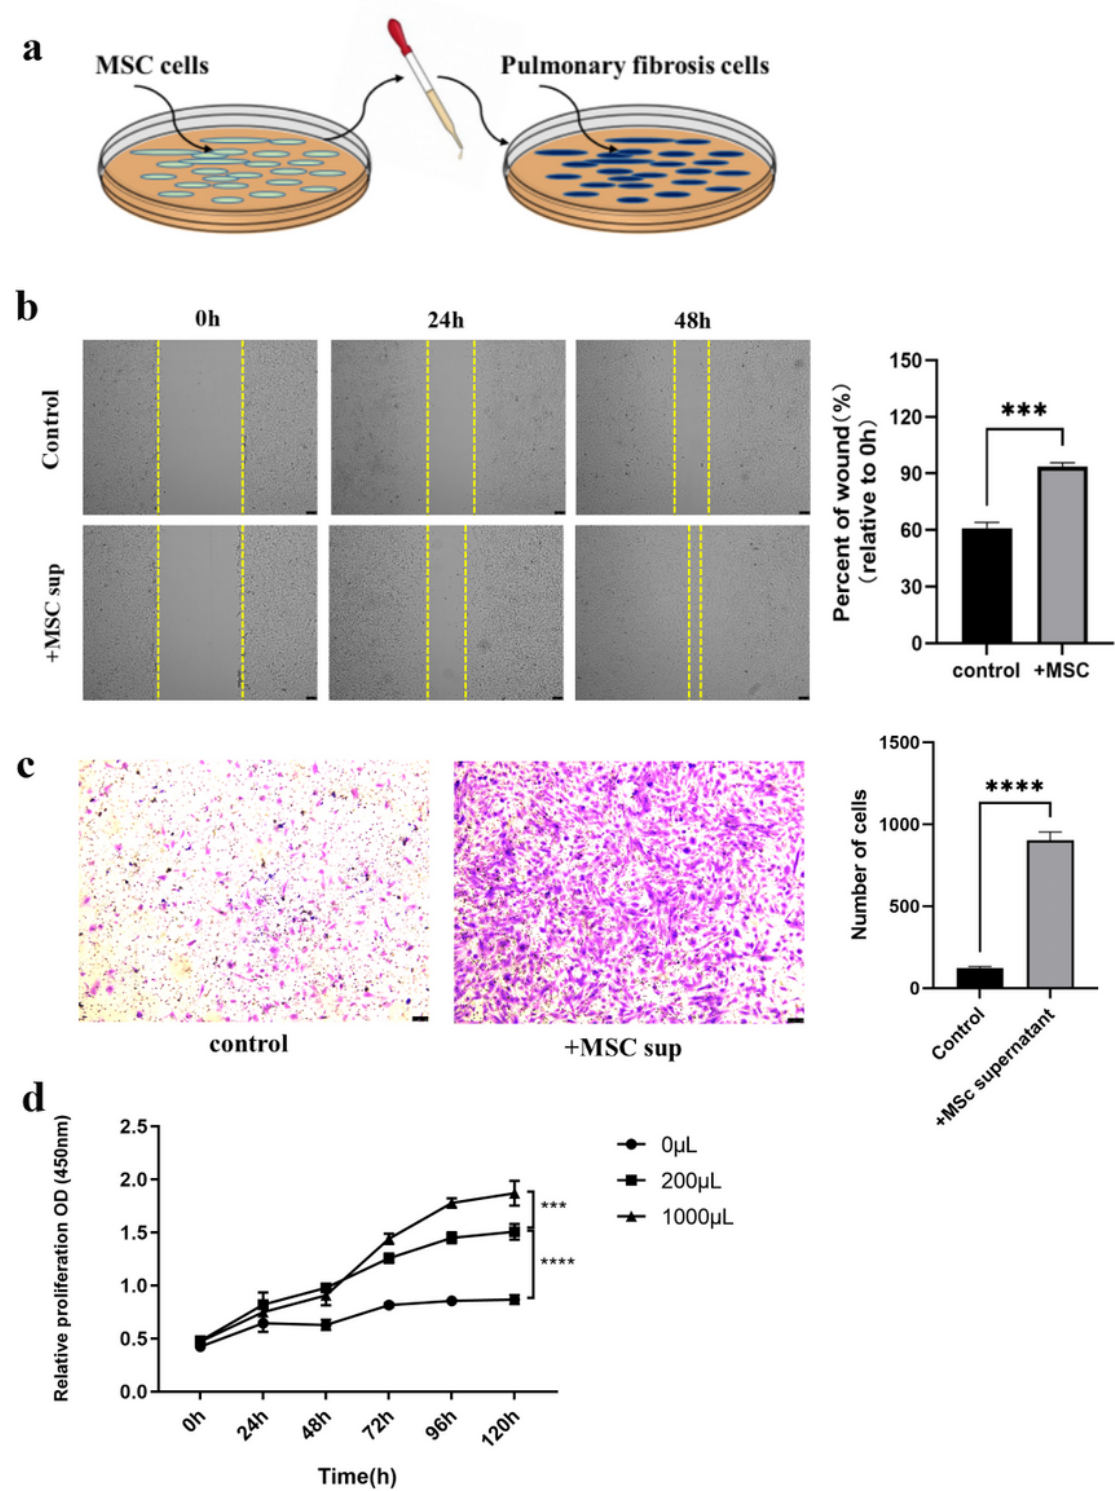 a
MSC cells
Pulmonary fibrosis cells
b
0h
24h
48h
Control
+MSC sup
Percent of wound(%)
(relative to 0h)
150
120
90
60
30
0
***
control
+MSC
c
control
+MSC sup
Number of cells
1500
1000
500
0
****
Control
+MSc supernatant
d
Relative proliferation OD (450nm)
2.5
2.0
1.5
1.0
0.5
0.0
0h
24h
48h
72h
96h
120h
Time(h)
***
****
0μL
200μL
1000μL